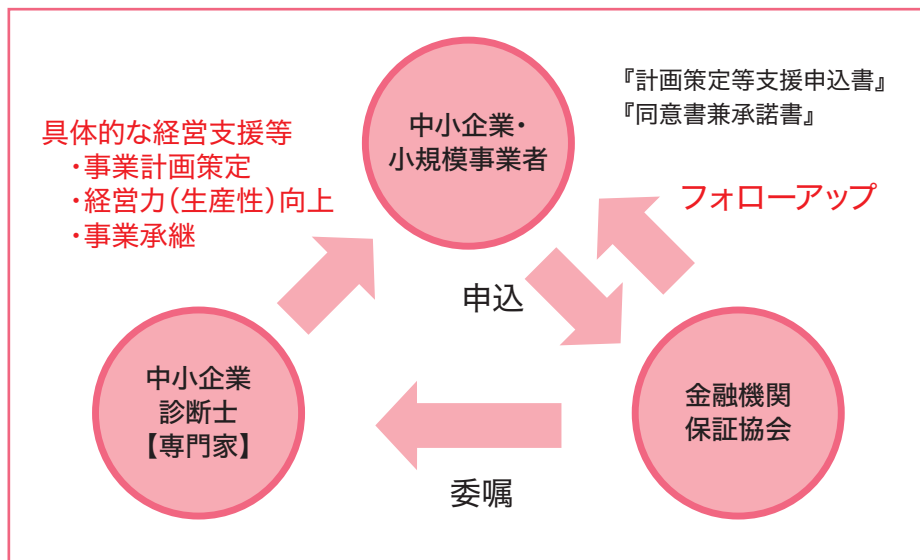 中小企業・
小規模事業者
『計画策定等支援申込書』
『同意書兼承諾書』
具体的な経営支援等
・事業計画策定
・経営力(生産性)向上
・事業承継
フォローアップ
申込
中小企業
診断士
【専門家】
金融機関
保証協会
委嘱